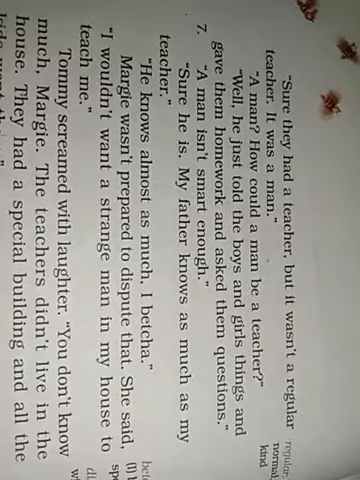 "Sure they had a teacher, but it wasn't a regular
teacher. It was a man."
"A man? How could a man be a teacher?"
"Well, he just told the boys and girls things and
gave them homework and asked them questions."
7. "A man isn't smart enough."
"Sure he is. My father knows as much as my
teacher."
"He knows almost as much, I betcha."
Margie wasn't prepared to dispute that. She said,
"I wouldn't want a strange man in my house to
teach me."
Tommy screamed with laughter. "You don't know
much, Margie. The teachers didn't live in the
house. They had a special building and all the
regular,
normal,
kind